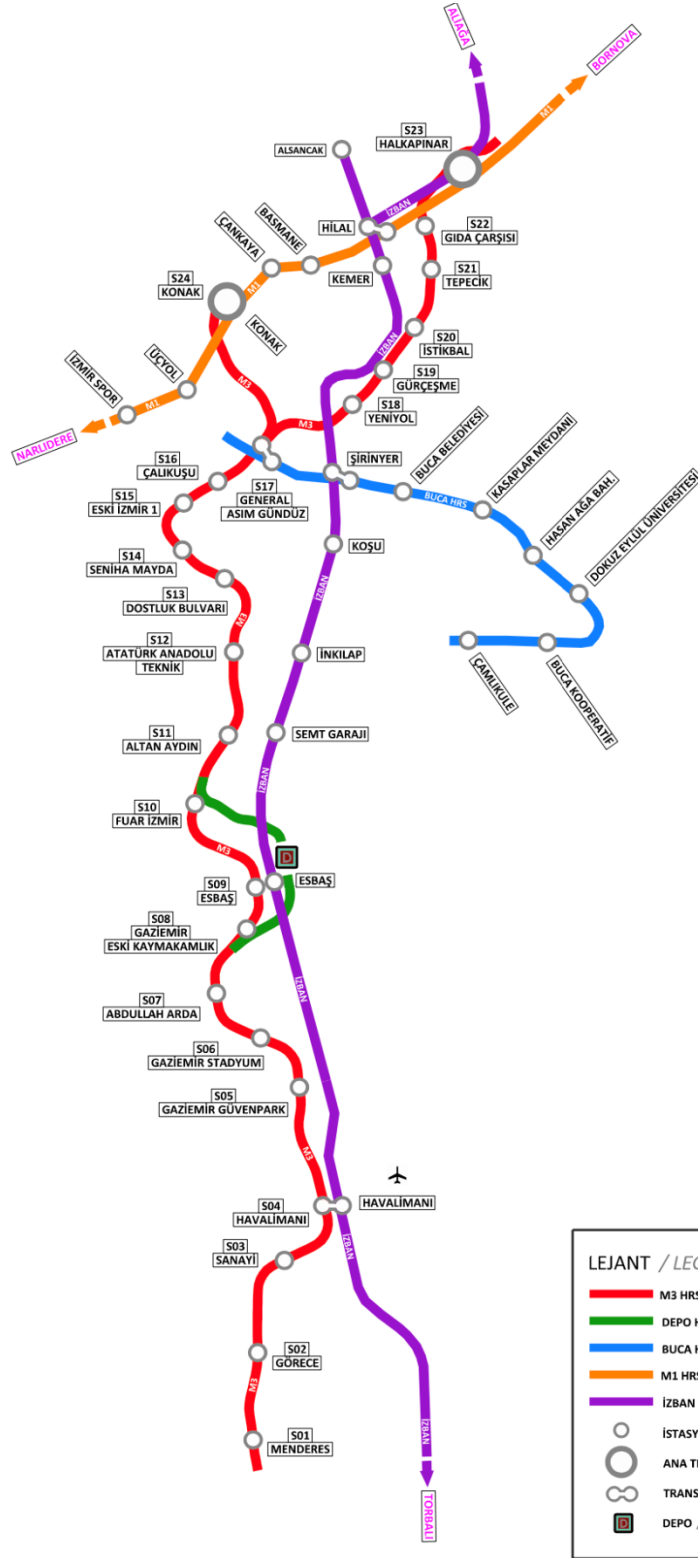 ALİAĞA
BORNOVA
M1
S23
HALKAPINAR
ALSANCAK
İZBAN
HİLAL
S22
GIDA ÇARŞISI
BASMANE
ÇANKAYA
KEMER
S21
TEPECİK
S24
KONAK
M1
KONAK
S20
İSTİKBAL
İZBAN
S19
GÜRÇEŞME
ÜÇYOL
İZMİR SPOR
M3
S18
YENİYOL
M1
M3
NARLIDERE
S16
ÇALIKUŞU
S17
GENERAL
ASIM GÜNDÜZ
ŞİRİNYER
BUCA BELEDİYESİ
BUCA HRS
KASAPLAR MEYDANI
HASAN AĞA BAH.
DOKUZ EYLÜL ÜNİVERSİTESİ
S15
ESKİ İZMİR 1
S14
SENİHA MAYDA
KOŞU
S13
DOSTLUK BULVARI
İZBAN
M3
S12
ATATÜRK ANADOLU
TEKNİK
İNKILAP
ÇAMLIKULE
BUCA KOOPERATİF
S11
ALTAN AYDIN
SEMT GARAJI
İZBAN
S10
FUAR İZMİR
M3
D
S09
ESBAŞ
ESBAŞ
S08
GAZİEMİR
ESKİ KAYMAKAMLIK
İZBAN
S07
ABDULLAH ARDA
S06
GAZİEMİR STADYUM
S05
GAZİEMİR GÜVENPARK
M3
S04
HAVALİMANI
HAVALİMANI
S03
SANAYİ
İZBAN
S02
GÖRECE
M3
S01
MENDERES
İZBAN
TORBALI
LEJANT / LE
M3 HRS
DEPO
BUCA
M1 HRS
İZBAN
İSTASY
ANA T
TRANS
D DEPO